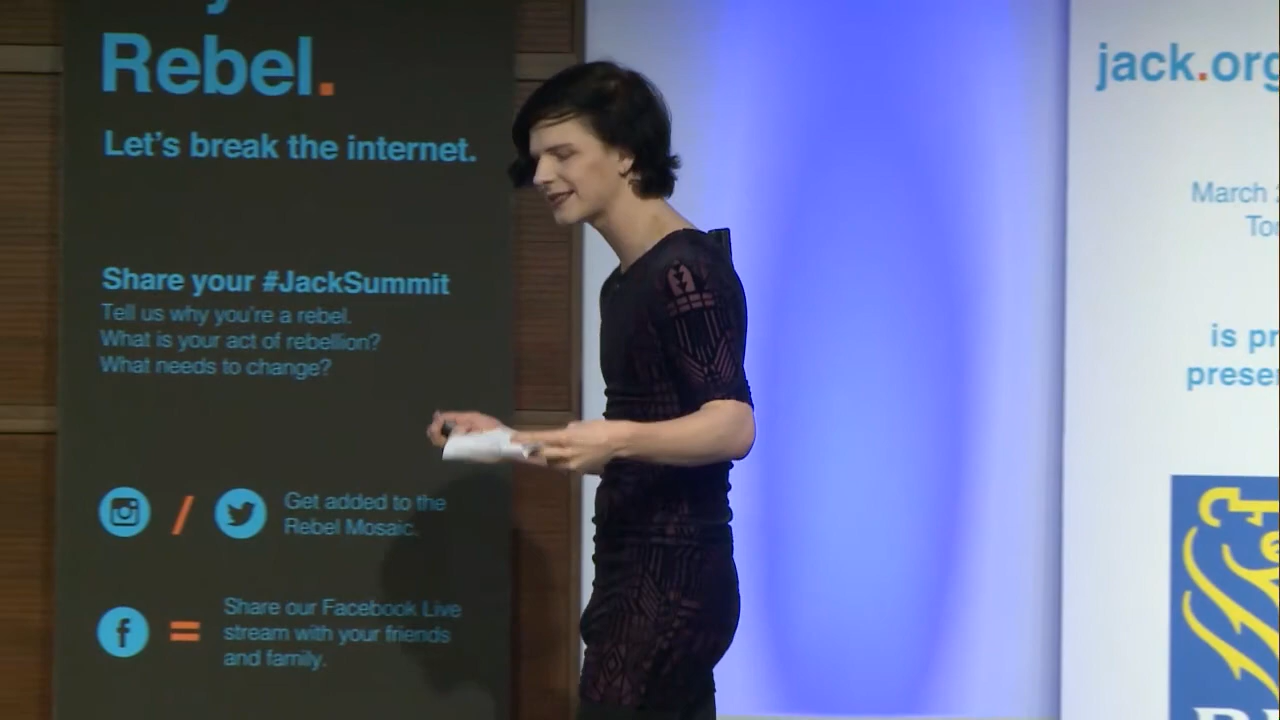 Rebel.
Let's break the internet.
Share your #JackSummit
Tell us why you're a rebel.
What is your act of rebellion?
What needs to change?
/
Get added to the
Rebel Mosaic.
f
=
Share our Facebook Live
stream with your friends
and family.
jack.org
March
is